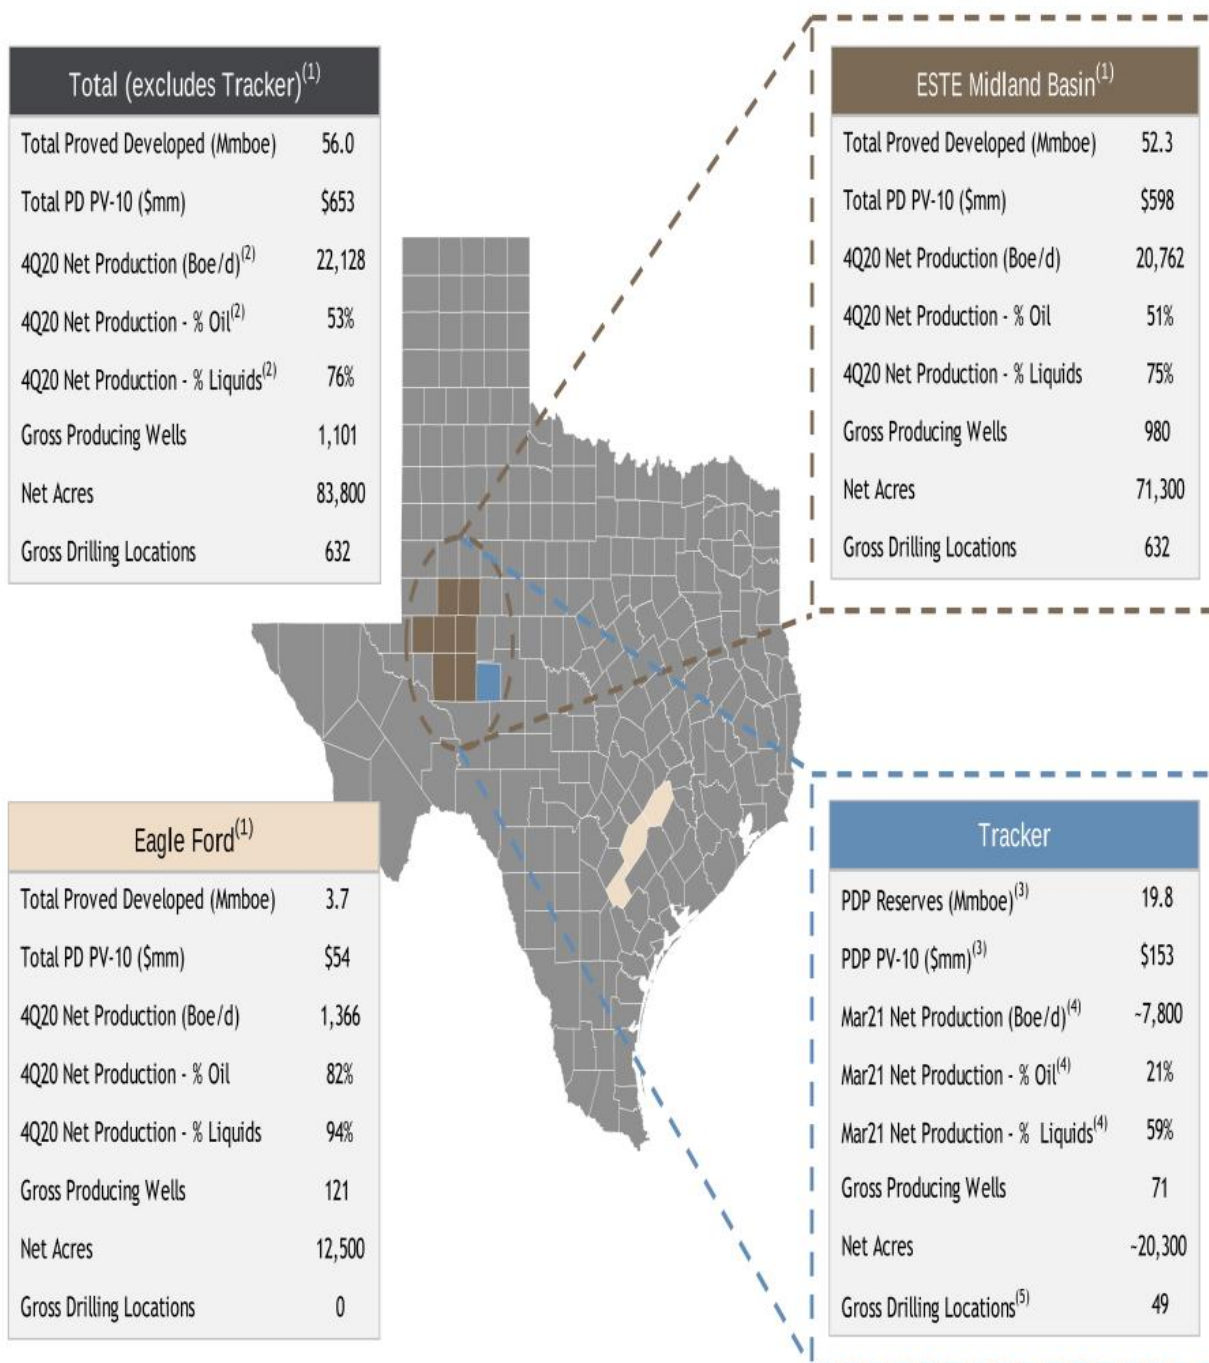 Total (excludes Tracker)(1)
Total Proved Developed (Mmboe) 56.0
Total PD PV-10 ($mm) $653
4Q20 Net Production (Boe/d)(2) 22,128
4Q20 Net Production - % Oil(2) 53%
4Q20 Net Production - % Liquids(2) 76%
Gross Producing Wells 1,101
Net Acres 83,800
Gross Drilling Locations 632
ESTE Midland Basin(1)
Total Proved Developed (Mmboe) 52.3
Total PD PV-10 ($mm) $598
4Q20 Net Production (Boe/d) 20,762
4Q20 Net Production - % Oil 51%
4Q20 Net Production - % Liquids 75%
Gross Producing Wells 980
Net Acres 71,300
Gross Drilling Locations 632
Eagle Ford(1)
Total Proved Developed (Mmboe) 3.7
Total PD PV-10 ($mm) $54
4Q20 Net Production (Boe/d) 1,366
4Q20 Net Production - % Oil 82%
4Q20 Net Production - % Liquids 94%
Gross Producing Wells 121
Net Acres 12,500
Gross Drilling Locations 0
Tracker
PDP Reserves (Mmboe)(3) 19.8
PDP PV-10 ($mm)(3) $153
Mar21 Net Production (Boe/d)(4) ~7,800
Mar21 Net Production - % Oil(4) 21%
Mar21 Net Production - % Liquids(4) 59%
Gross Producing Wells 71
Net Acres ~20,300
Gross Drilling Locations(5) 49